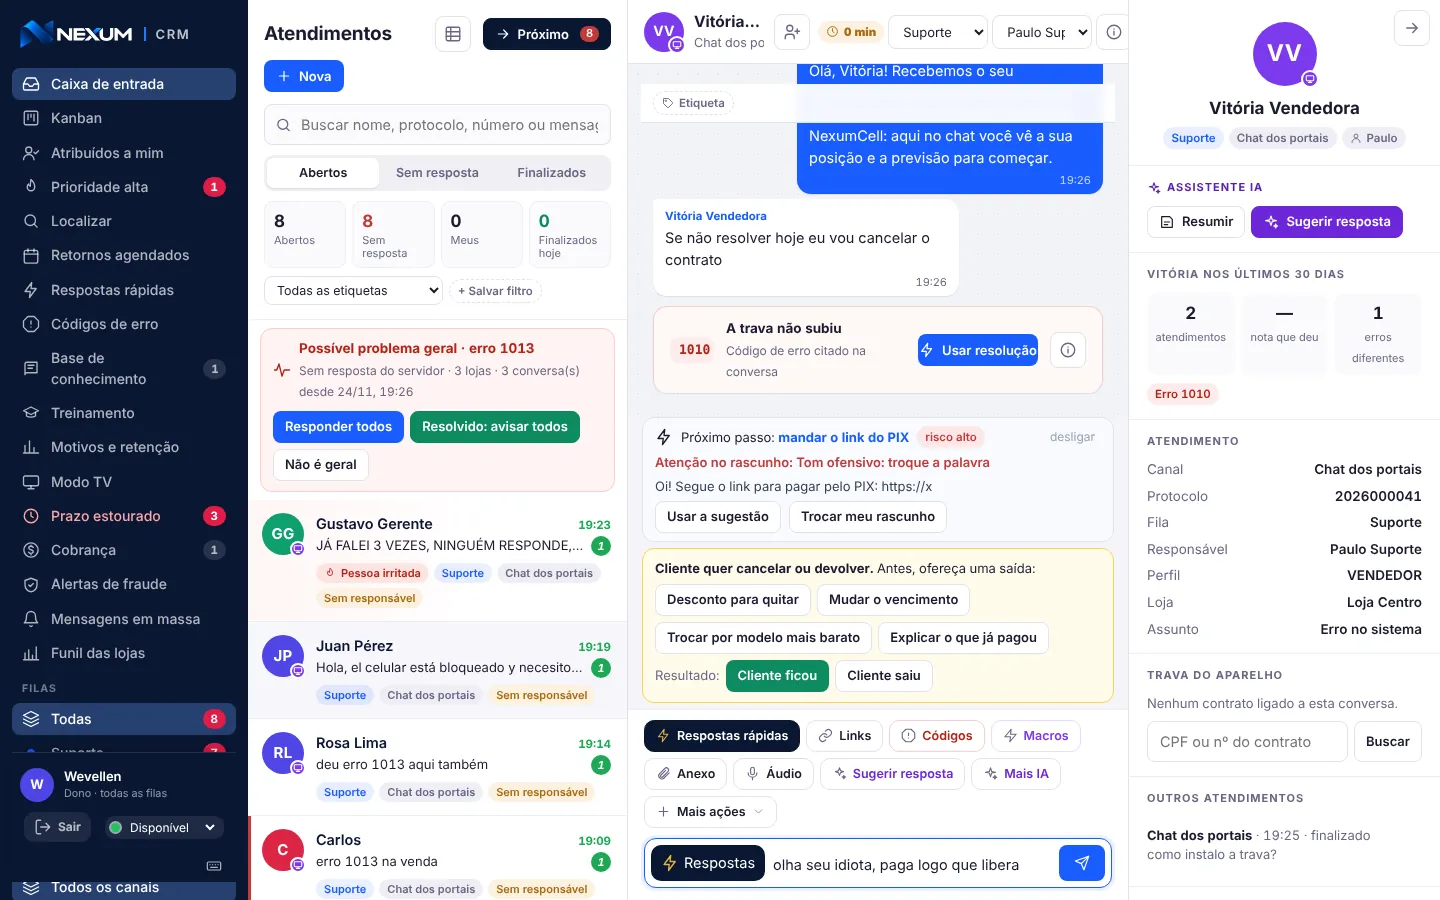 NEXUM | CRM
Caixa de entrada
Kanban
Atribuídos a mim
Prioridade alta 1
Localizar
Retornos agendados
Respostas rápidas
Códigos de erro
Base de
conhecimento 1
Treinamento
Motivos e retenção
Modo TV
Prazo estourado 3
Cobrança 1
Alertas de fraude
Mensagens em massa
Funil das lojas
FILAS
Todas 8
W
Wevellen
Dono · todas as filas
Sair
Disponível
Todos os canais
Atendimentos
Próximo 8
Nova
Buscar nome, protocolo, número ou mensag
Abertos Sem resposta Finalizados
8 Abertos
8 Sem
resposta
0 Meus
0 Finalizados
hoje
Todas as etiquetas
+ Salvar filtro
Possível problema geral · erro 1013
Sem resposta do servidor · 3 lojas · 3 conversa(s)
desde 24/11, 19:26
Responder todos
Resolvido: avisar todos
Não é geral
GG
Gustavo Gerente 19:23
JÁ FALEI 3 VEZES, NINGUÉM RESPONDE,... 1
Pessoa irritada Suporte Chat dos portais
Sem responsável
JP
Juan Pérez 19:19
Hola, el celular está bloqueado y necesito... 1
Suporte Chat dos portais Sem responsável
RL
Rosa Lima 19:14
deu erro 1013 aqui também 1
Suporte Chat dos portais Sem responsável
C
Carlos 19:09
erro 1013 na venda 1
Suporte Chat dos portais Sem responsável
VV
Vitória...
Chat dos po
0 min
Suporte
Paulo Sup
Olá, Vitória! Recebemos o seu
Etiqueta
NexumCell: aqui no chat você vê a sua
posição e a previsão para começar.
19:26
Vitória Vendedora
Se não resolver hoje eu vou cancelar o
contrato
19:26
1010
A trava não subiu
Código de erro citado na
conversa
Usar resolução
Próximo passo: mandar o link do PIX risco alto desligar
Atenção no rascunho: Tom ofensivo: troque a palavra
Oi! Segue o link para pagar pelo PIX: https://x
Usar a sugestão
Trocar meu rascunho
Cliente quer cancelar ou devolver. Antes, ofereça uma saída:
Desconto para quitar
Mudar o vencimento
Trocar por modelo mais barato
Explicar o que já pagou
Resultado: Cliente ficou Cliente saiu
Respostas rápidas Links Códigos Macros
Anexo Áudio Sugerir resposta Mais IA
Mais ações
Respostas
olha seu idiota, paga logo que libera
VV
Vitória Vendedora
Suporte Chat dos portais Paulo
ASSISTENTE IA
Resumir
Sugerir resposta
VITÓRIA NOS ÚLTIMOS 30 DIAS
2 atendimentos
— nota que deu
1 erros
diferentes
Erro 1010
ATENDIMENTO
Canal Chat dos portais
Protocolo 2026000041
Fila Suporte
Responsável Paulo Suporte
Perfil VENDEDOR
Loja Loja Centro
Assunto Erro no sistema
TRAVA DO APARELHO
Nenhum contrato ligado a esta conversa.
CPF ou nº do contrato
Buscar
OUTROS ATENDIMENTOS
Chat dos portais · 19:25 · finalizado
como instalo a trava?